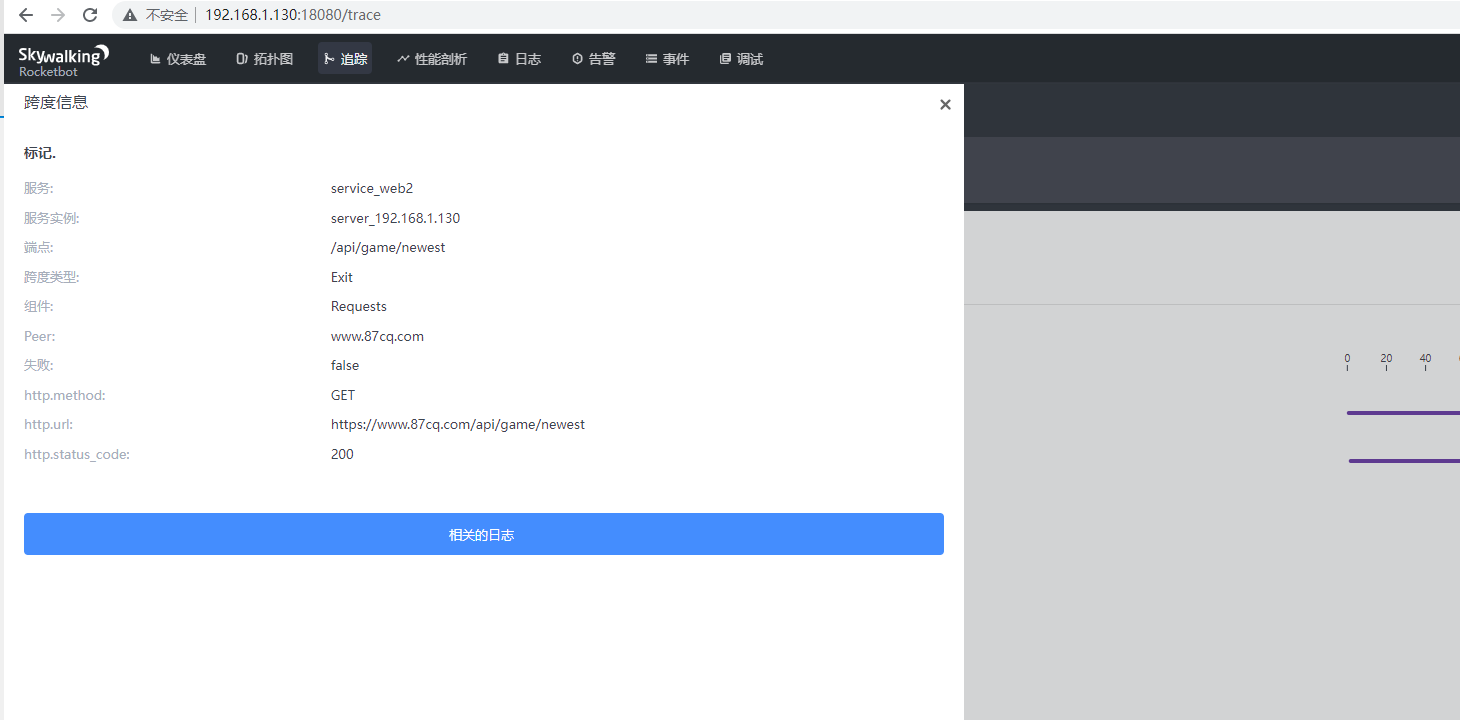 不安全 192.168.1.130:18080/trace
Skywalking
Rocketbot
仪表盘 拓扑图 追踪 性能剖析 日志 告警 事件 调试
跨度信息
标记.
服务: service_web2
服务实例: server_192.168.1.130
端点: /api/game/newest
跨度类型: Exit
组件: Requests
Peer: www.87cq.com
失败: false
0 20 40
http.method: GET
http.url: https://www.87cq.com/api/game/newest
http.status_code: 200
相关的日志